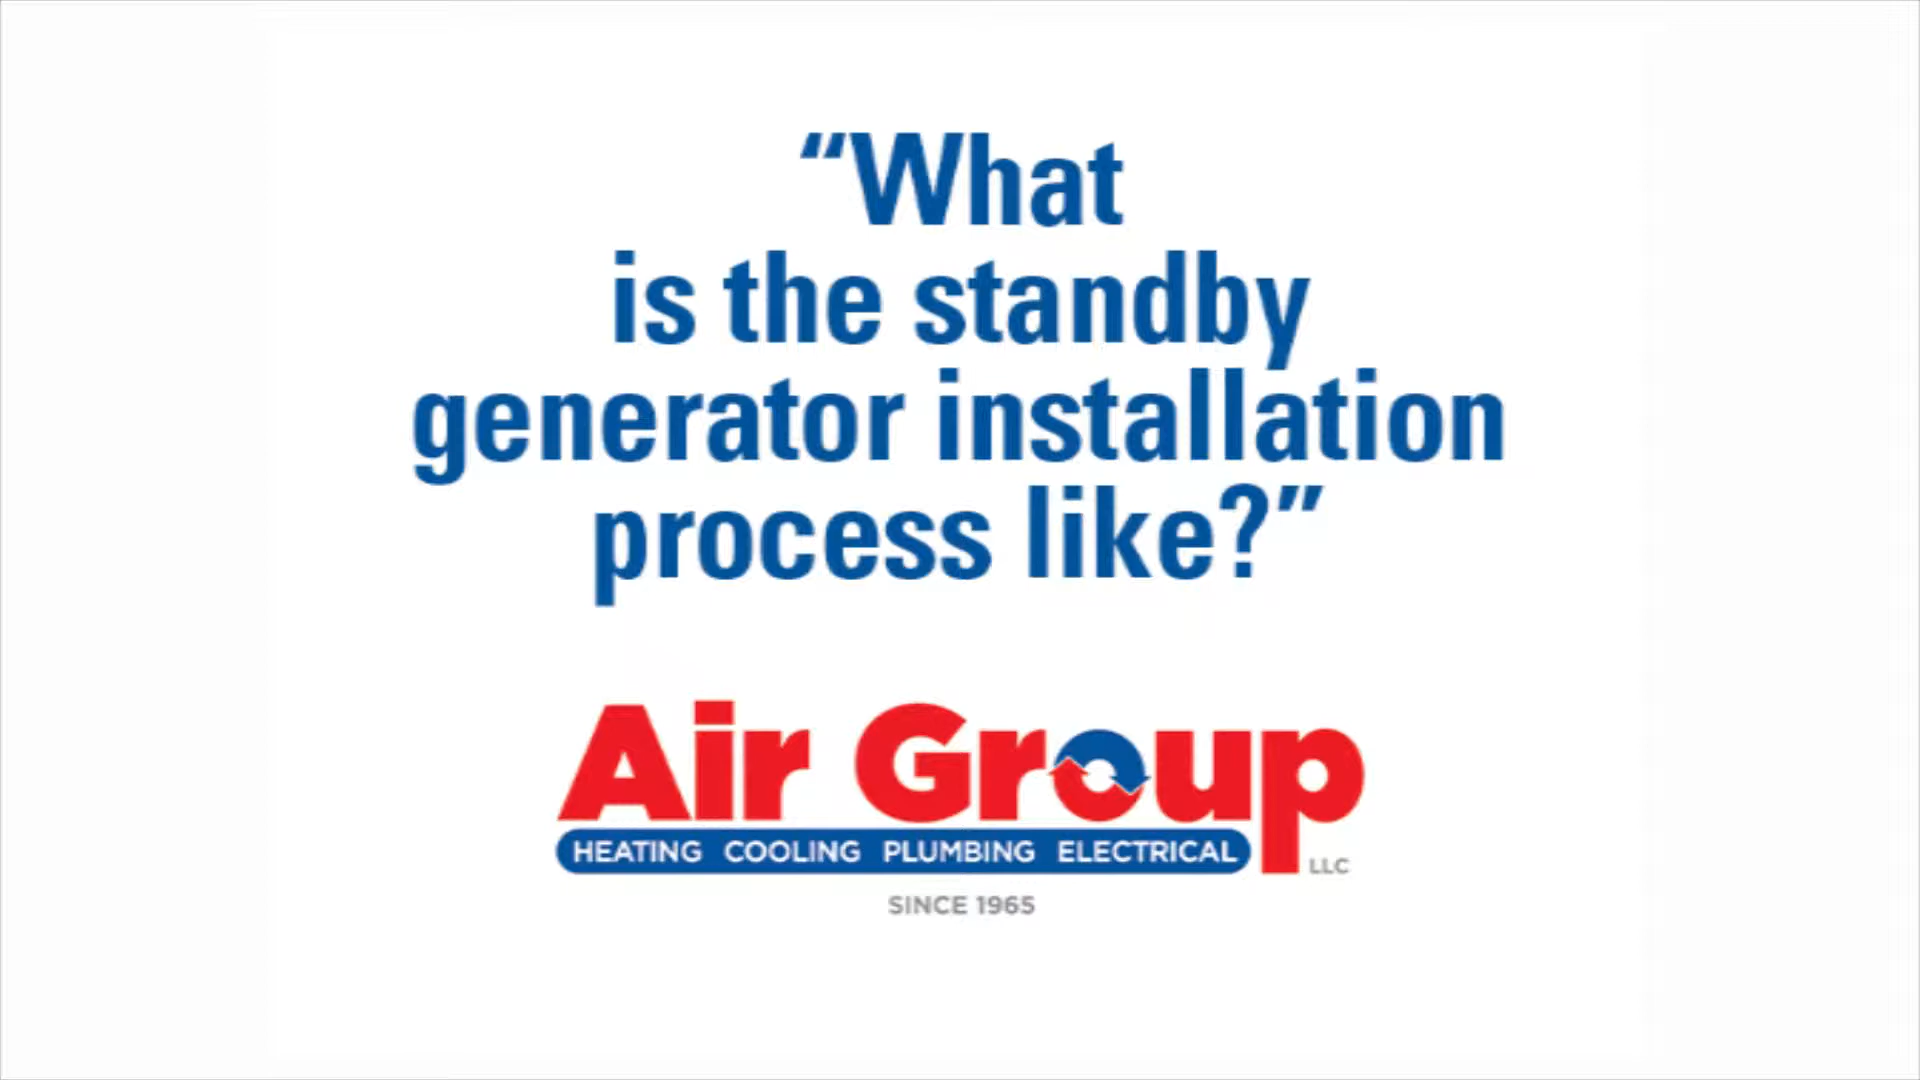 “What
is the standby
generator installation
process like?”
Air Group
HEATING COOLING PLUMBING ELECTRICAL
LLC
SINCE 1965